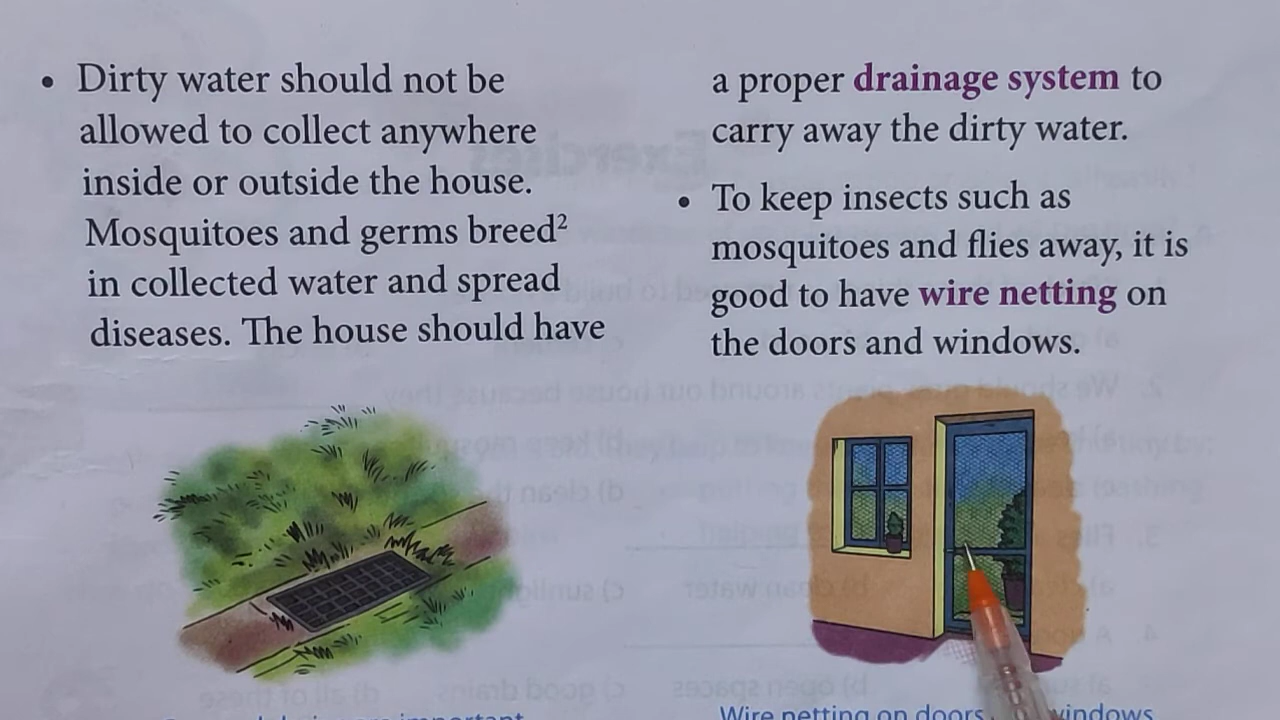 • Dirty water should not be
allowed to collect anywhere
inside or outside the house.
Mosquitoes and germs breed²
in collected water and spread
diseases. The house should have
a proper drainage system to
carry away the dirty water.
• To keep insects such as
mosquitoes and flies away, it is
good to have wire netting on
the doors and windows.
Wire netting on doors windows